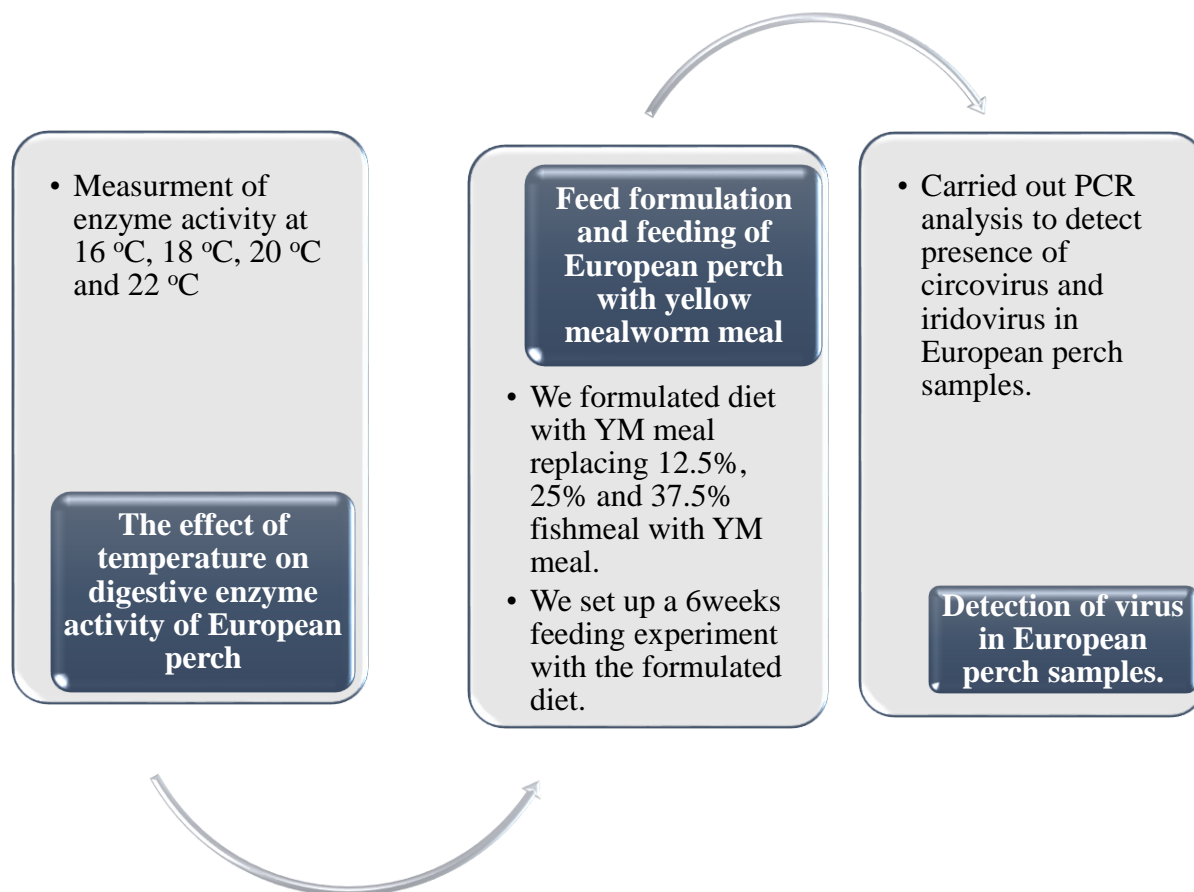 • Measurment of
enzyme activity at
16 °C, 18 °C, 20 °C
and 22 °C
The effect of
temperature on
digestive enzyme
activity of European
perch
Feed formulation
and feeding of
European perch
with yellow
mealworm meal
• We formulated diet
with YM meal
replacing 12.5%,
25% and 37.5%
fishmeal with YM
meal.
• We set up a 6weeks
feeding experiment
with the formulated
diet.
• Carried out PCR
analysis to detect
presence of
circovirus and
iridovirus in
European perch
samples.
Detection of virus
in European
perch samples.